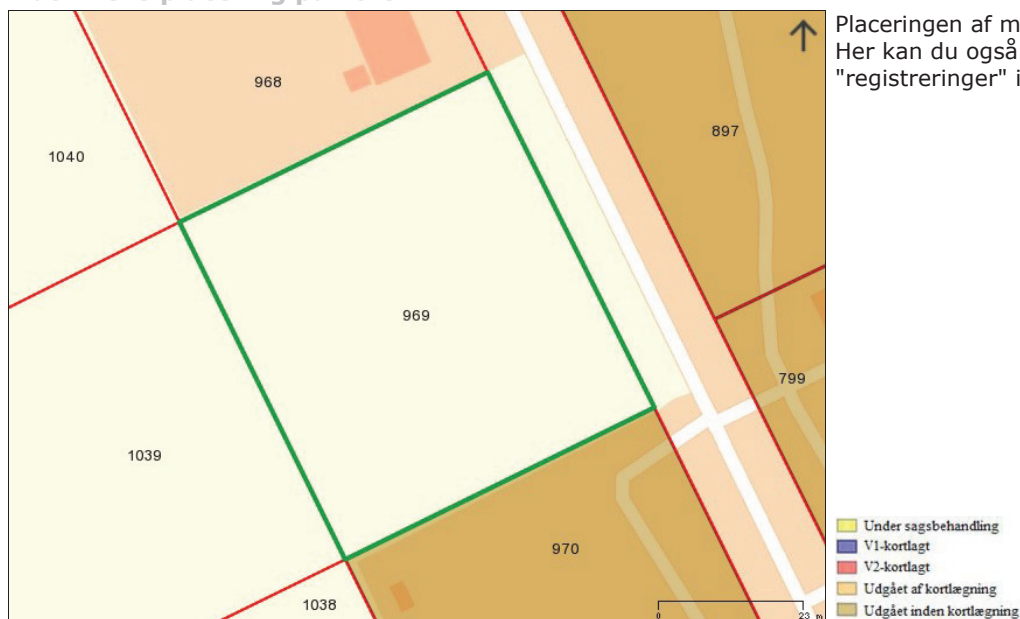 Placeringen af m
Her kan du også
"registreringer" i
968
897
1040
969
799
1039
970
1038
0 23 m
Under sagsbehandling
V1-kortlagt
V2-kortlagt
Udgået af kortlægning
Udgået inden kortlægning